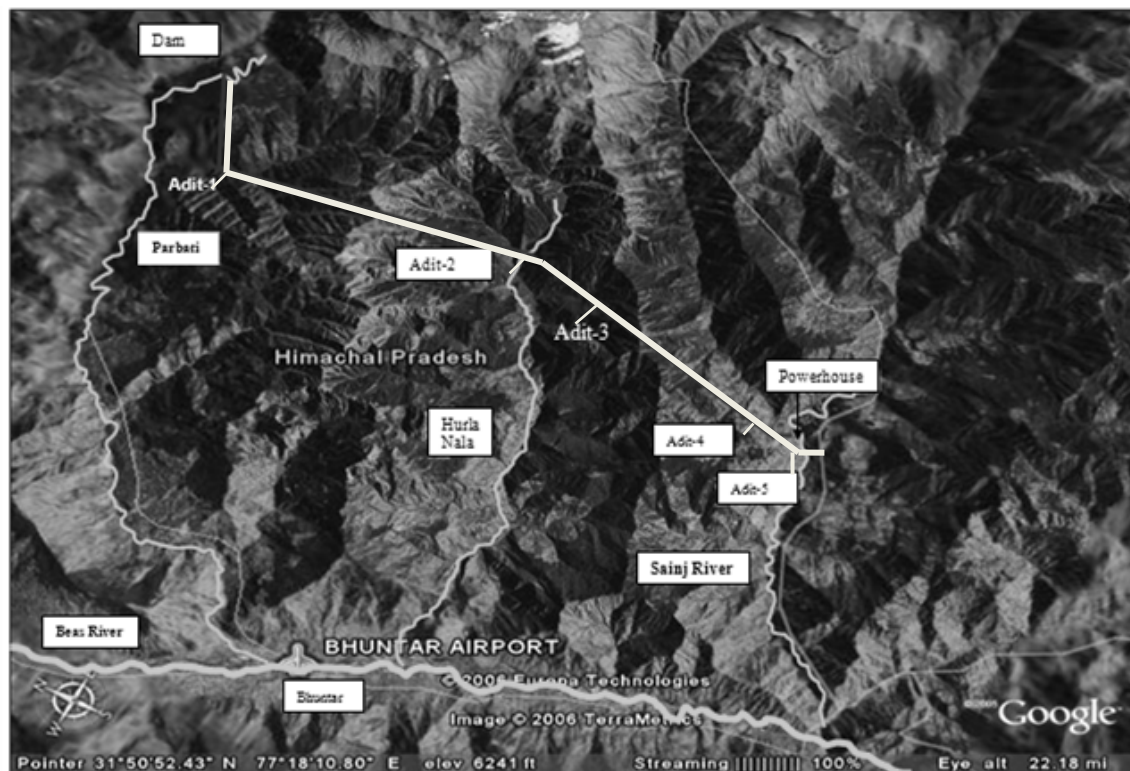 Dam
Adit-1
Parbati
Adit-2
Adit-3
Himachal Pradesh
Powerhouse
Hurla
Nala
Adit-4
Adit-5
Sainj River
Beas River
BHUNTAR AIRPORT
© 2006 Europa Technologies
Bhuntar
Image © 2006 TerraMetrics
N
E
S
W
©2005 Google
Pointer 31°50'52.43" N 77°18'10.80" E elev 6241 ft Streaming |||||||||| 100% Eye alt 22.18 mi